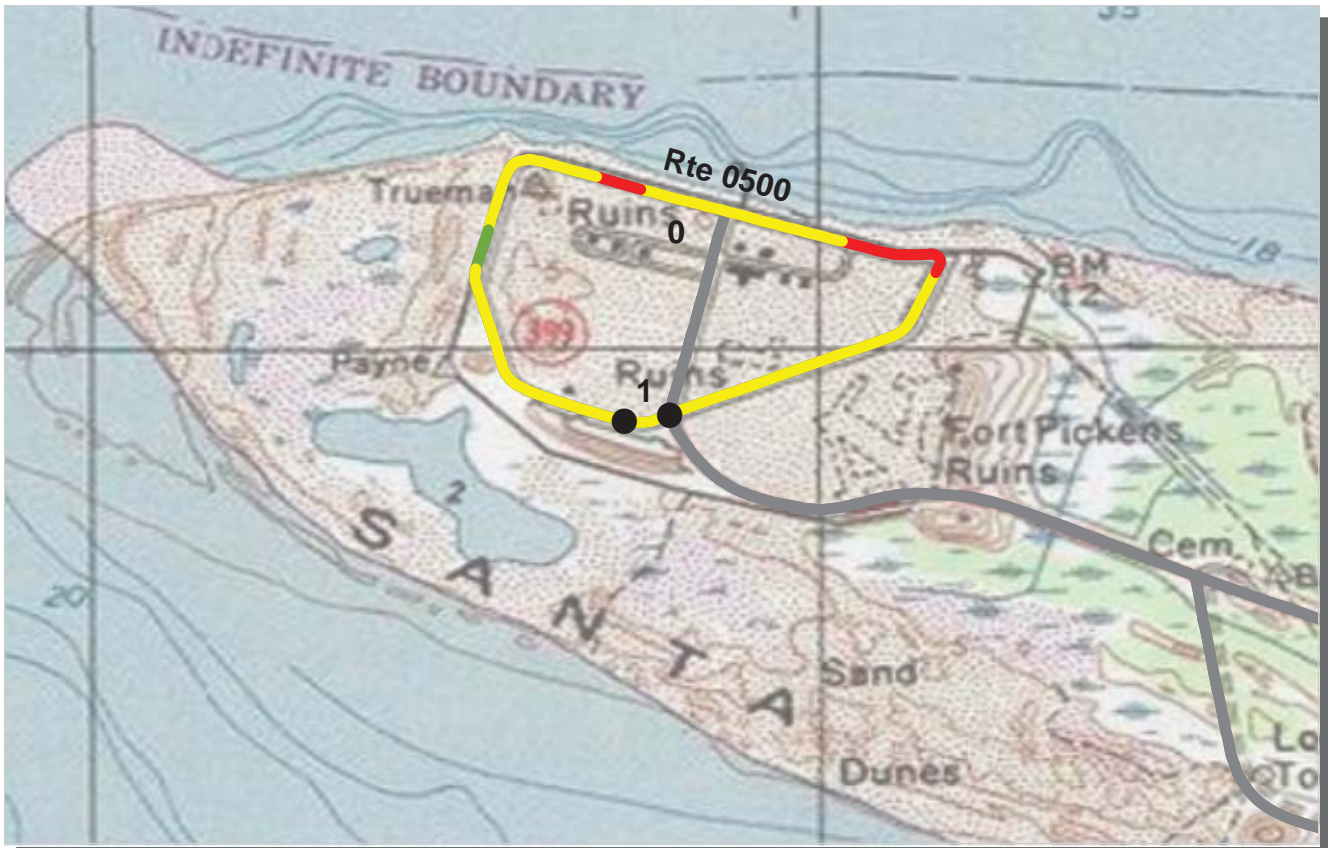 35
INDEFINITE BOUNDARY
Rte 0500
18
Ruins
0
BM
12
399
Payne
Ruins
1
Fort Pickens
Ruins
2
SANTA
Cem
20
Sand
Dunes